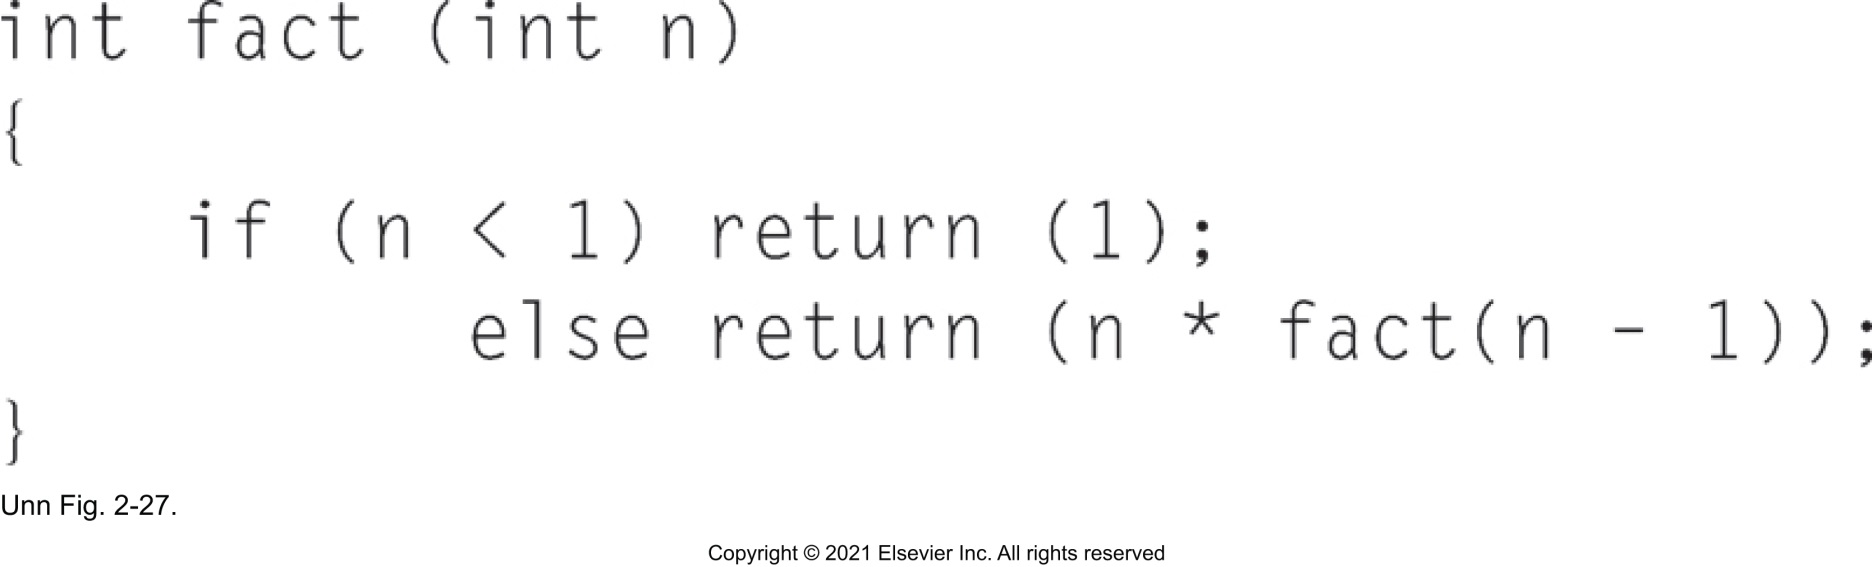 int fact (int n)
{
    if (n < 1) return (1);
            else return (n * fact(n - 1));
}
Unn Fig. 2-27.
Copyright © 2021 Elsevier Inc. All rights reserved